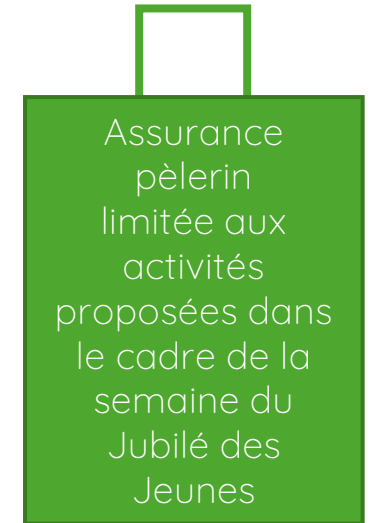 Assurance
pèlerin
limitée aux
activités
proposées dans
le cadre de la
semaine du
Jubilé des
Jeunes